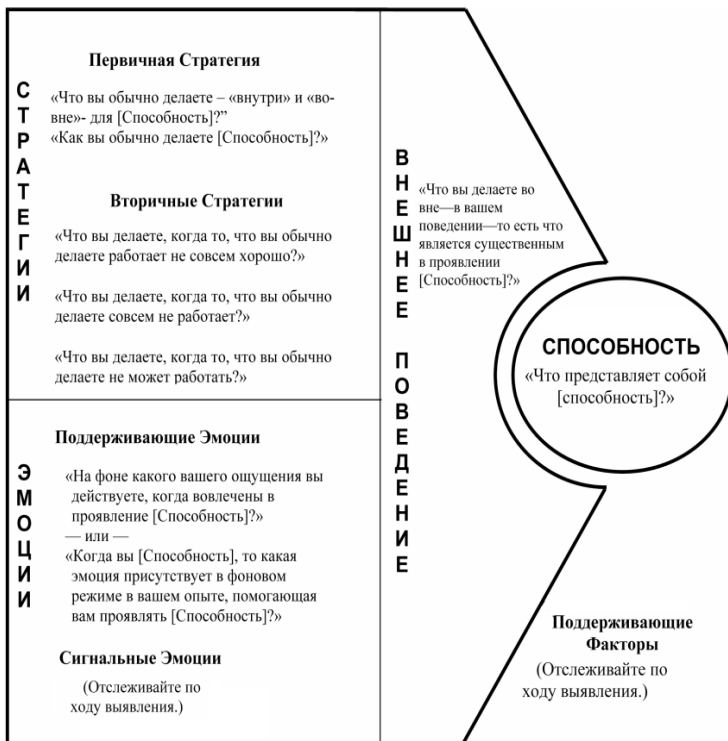 СТРАТЕГИИ
Первичная Стратегия
«Что вы обычно делаете – «внутри» и «во-
вне»- для [Способность]?”
«Как вы обычно делаете [Способность]?»
Вторичные Стратегии
«Что вы делаете, когда то, что вы обычно
делаете работает не совсем хорошо?»
«Что вы делаете, когда то, что вы обычно
делаете совсем не работает?»
«Что вы делаете, когда то, что вы обычно
делаете не может работать?»
ЭМОЦИИ
Поддерживающие Эмоции
«На фоне какого вашего ощущения вы
действуете, когда вовлечены в
проявление [Способность]?»
— или —
«Когда вы [Способность], то какая
эмоция присутствует в фоновом
режиме в вашем опыте, помогающая
вам проявлять [Способность]?»
Сигнальные Эмоции
(Отслеживайте по
ходу выявления.)
ВНЕШНЕЕ ПОВЕДЕНИЕ
«Что вы делаете во
вне—в вашем
поведении—то есть что
является существенным
в проявлении
[Способность]?»
СПОСОБНОСТЬ
«Что представляет собой
[способность]?»
Поддерживающие
Факторы
(Отслеживайте по
ходу выявления.)